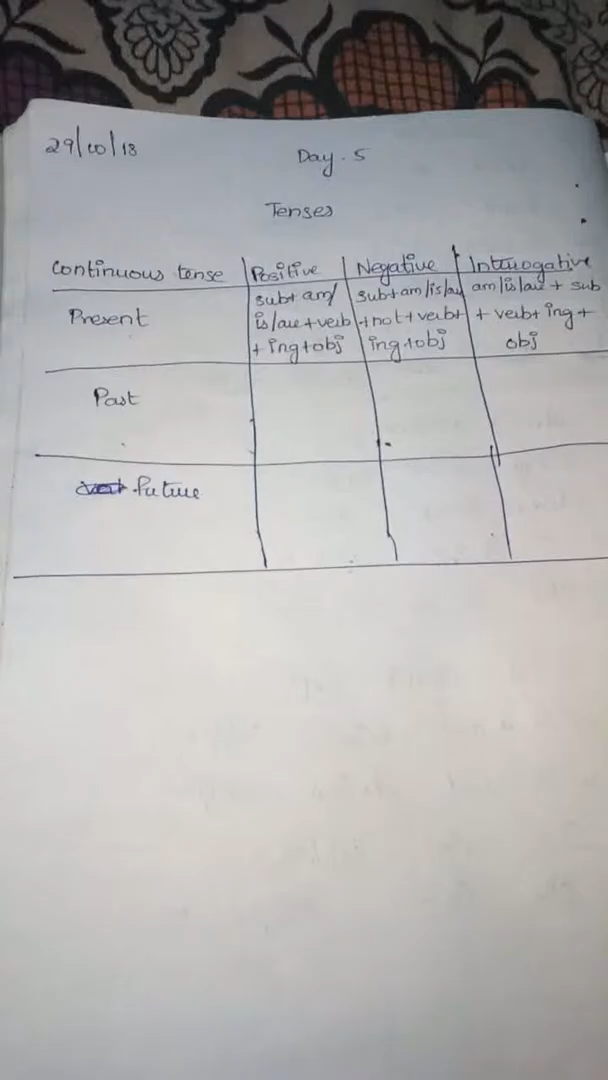 29/10/18
Day. 5
Tenses
Continuous tense | Positive | Negative | Interrogative
Present
sub+ am/
is/are + verb
+ ing + obj
sub+ am/is/are
+ not + verb +
ing + obj
am/is/are + sub
+ verb + ing +
obj
Past
future